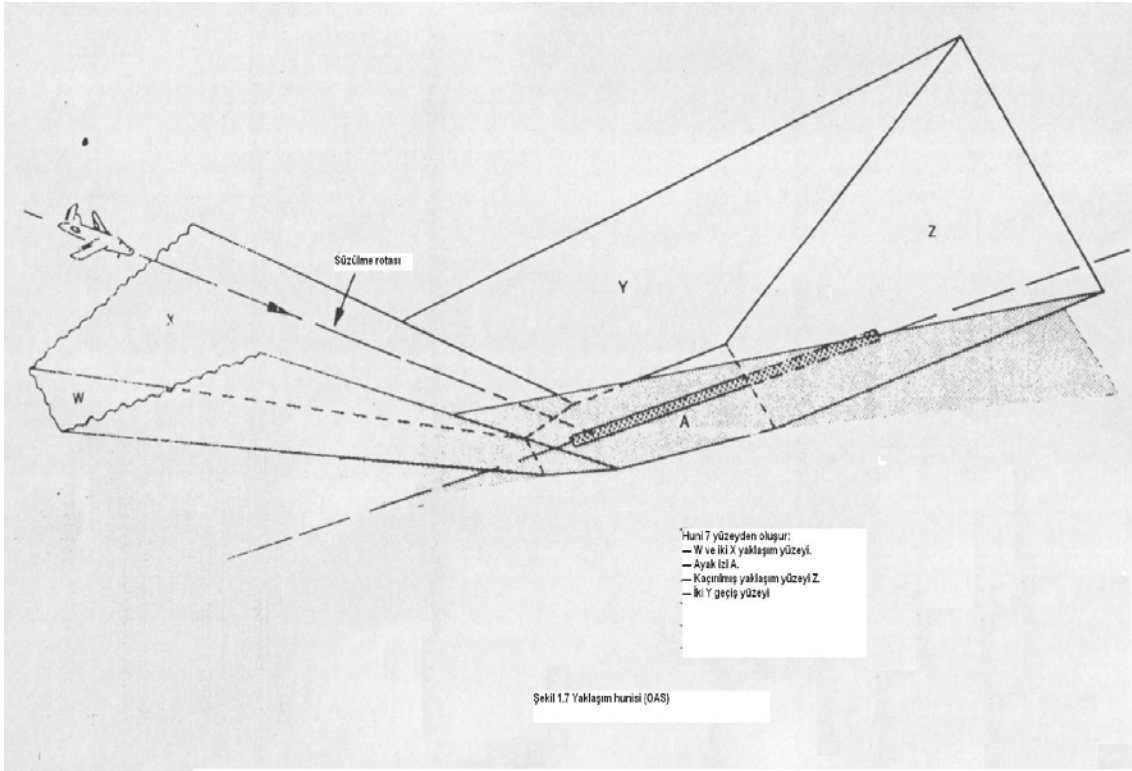 Z
Süzülme rotası
Y
X
W
A
Huni 7 yüzeyden oluşur:
— W ve iki X yaklaşım yüzeyi.
— Ayak izi A.
— Kaçırılmış yaklaşım yüzeyi Z.
— İki Y geçiş yüzeyi
Şekil 1.7 Yaklaşım hunisi (OAS)